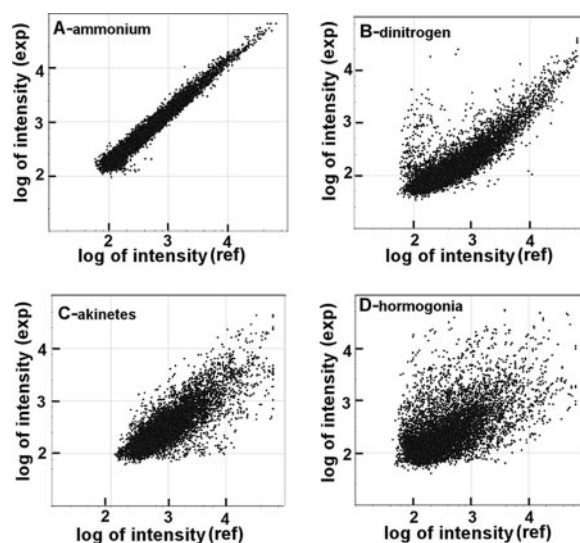 A-ammonium
log of intensity (exp)
4
3
2
2 3 4
log of intensity (ref)
B-dinitrogen
log of intensity (exp)
4
3
2
2 3 4
log of intensity (ref)
C-akinetes
log of intensity (exp)
4
3
2
2 3 4
log of intensity (ref)
D-hormogonia
log of intensity (exp)
4
3
2
2 3 4
log of intensity (ref)